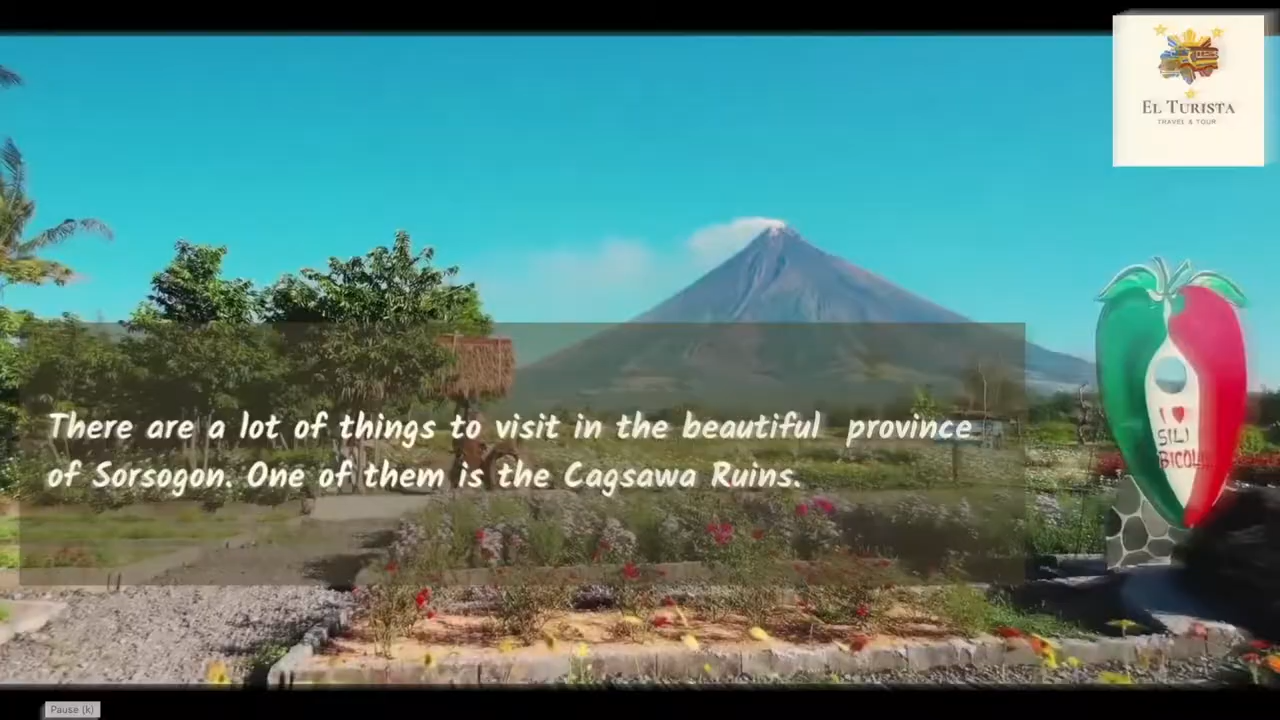 El Turista
TRAVEL & TOUR
There are a lot of things to visit in the beautiful province
of Sorsogon. One of them is the Cagsawa Ruins.
I ♥
SILI
BICOL
Pause (k)